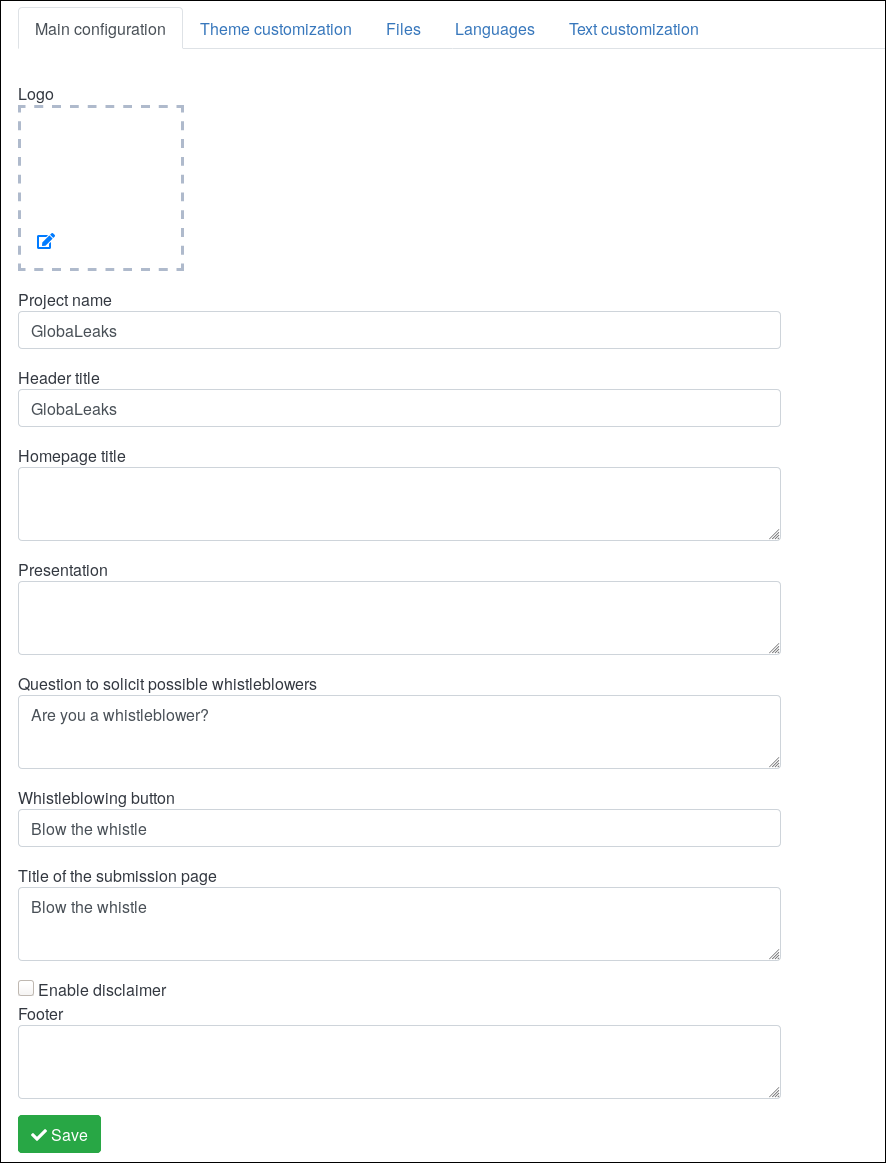 Main configuration Theme customization Files Languages Text customization
Logo
Project name
GlobaLeaks
Header title
GlobaLeaks
Homepage title
Presentation
Question to solicit possible whistleblowers
Are you a whistleblower?
Whistleblowing button
Blow the whistle
Title of the submission page
Blow the whistle
Enable disclaimer
Footer
Save